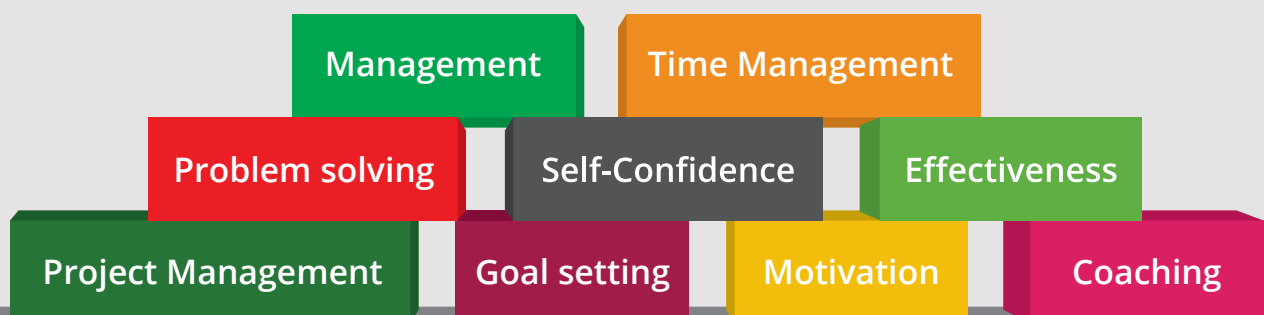 Management
Time Management
Problem solving
Self-Confidence
Effectiveness
Project Management
Goal setting
Motivation
Coaching